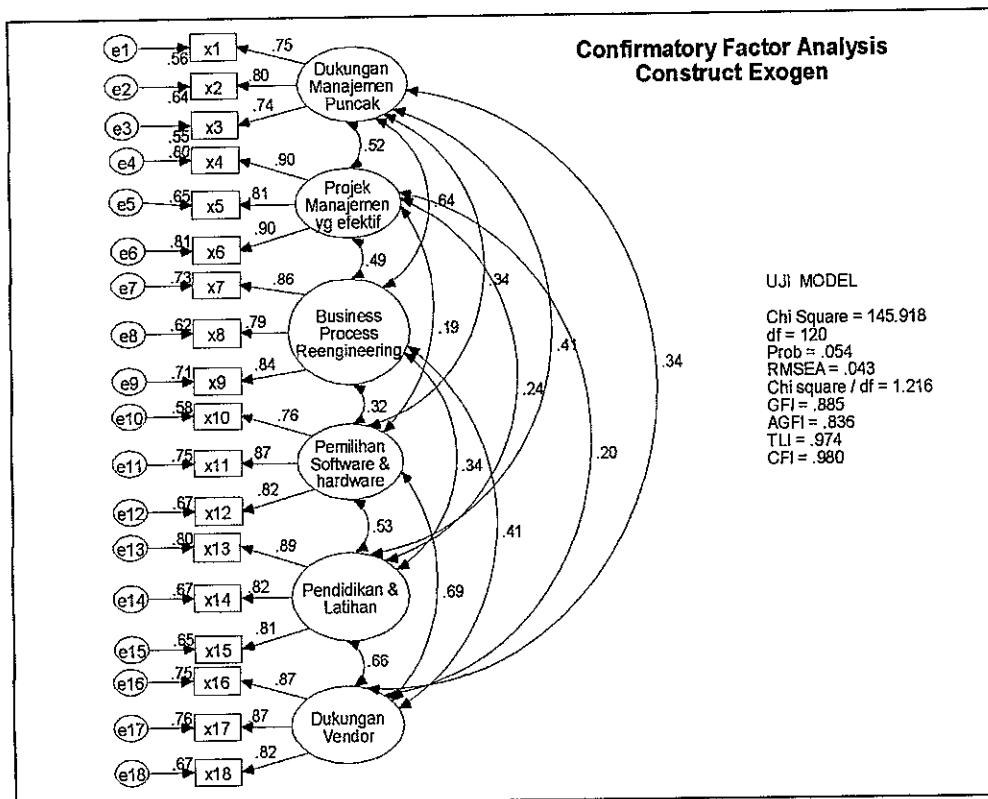 Confirmatory Factor Analysis
Construct Exogen
e1
.56
x1
.75
Dukungan
Manajemen
Puncak
e2
.64
x2
.80
e3
.55
x3
.74
.52
e4
.80
x4
.90
Projek
Manajemen
yg efektif
e5
.65
x5
.81
.64
e6
.81
x6
.90
.49
e7
.73
x7
.86
.34
Business
Process
Reengineering
e8
.62
x8
.79
.19
.41
e9
.71
x9
.84
.24
.34
e10
.58
x10
.76
.32
Pemilihan
Software &
hardware
e11
.75
x11
.87
.34
.20
e12
.67
x12
.82
.53
.41
e13
.80
x13
.89
Pendidikan &
Latihan
e14
.67
x14
.82
.69
e15
.65
x15
.81
.66
e16
.75
x16
.87
Dukungan
Vendor
e17
.76
x17
.87
e18
.67
x18
.82
UJI MODEL
Chi Square = 145.918
df = 120
Prob = .054
RMSEA = .043
Chi square / df = 1.216
GFI = .885
AGFI = .836
TLI = .974
CFI = .980